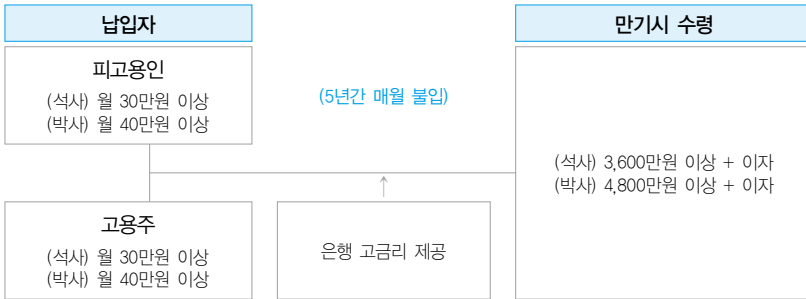 납입자
피고용인
(석사) 월 30만원 이상
(박사) 월 40만원 이상
(5년간 매월 불입)
고용주
(석사) 월 30만원 이상
(박사) 월 40만원 이상
은행 고금리 제공
만기시 수령
(석사) 3,600만원 이상 + 이자
(박사) 4,800만원 이상 + 이자